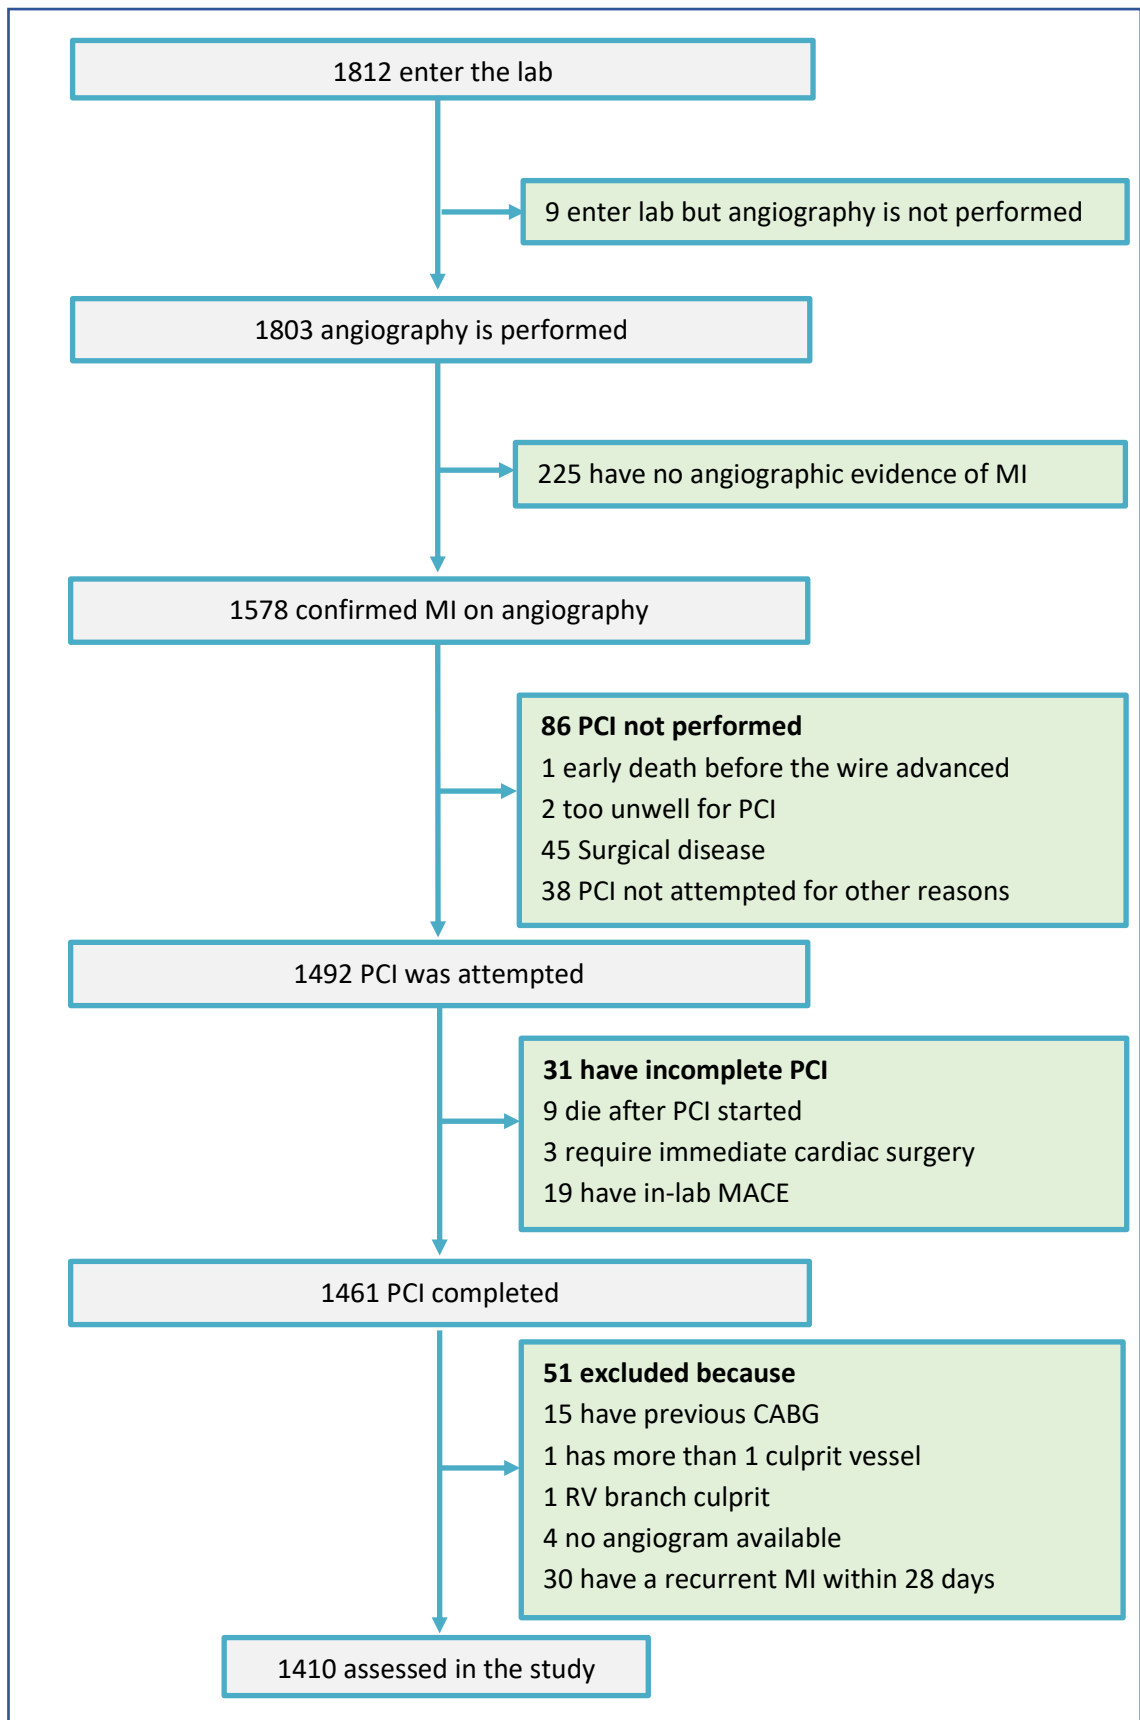 1812 enter the lab
9 enter lab but angiography is not performed
1803 angiography is performed
225 have no angiographic evidence of MI
1578 confirmed MI on angiography
86 PCI not performed
1 early death before the wire advanced
2 too unwell for PCI
45 Surgical disease
38 PCI not attempted for other reasons
1492 PCI was attempted
31 have incomplete PCI
9 die after PCI started
3 require immediate cardiac surgery
19 have in-lab MACE
1461 PCI completed
51 excluded because
15 have previous CABG
1 has more than 1 culprit vessel
1 RV branch culprit
4 no angiogram available
30 have a recurrent MI within 28 days
1410 assessed in the study